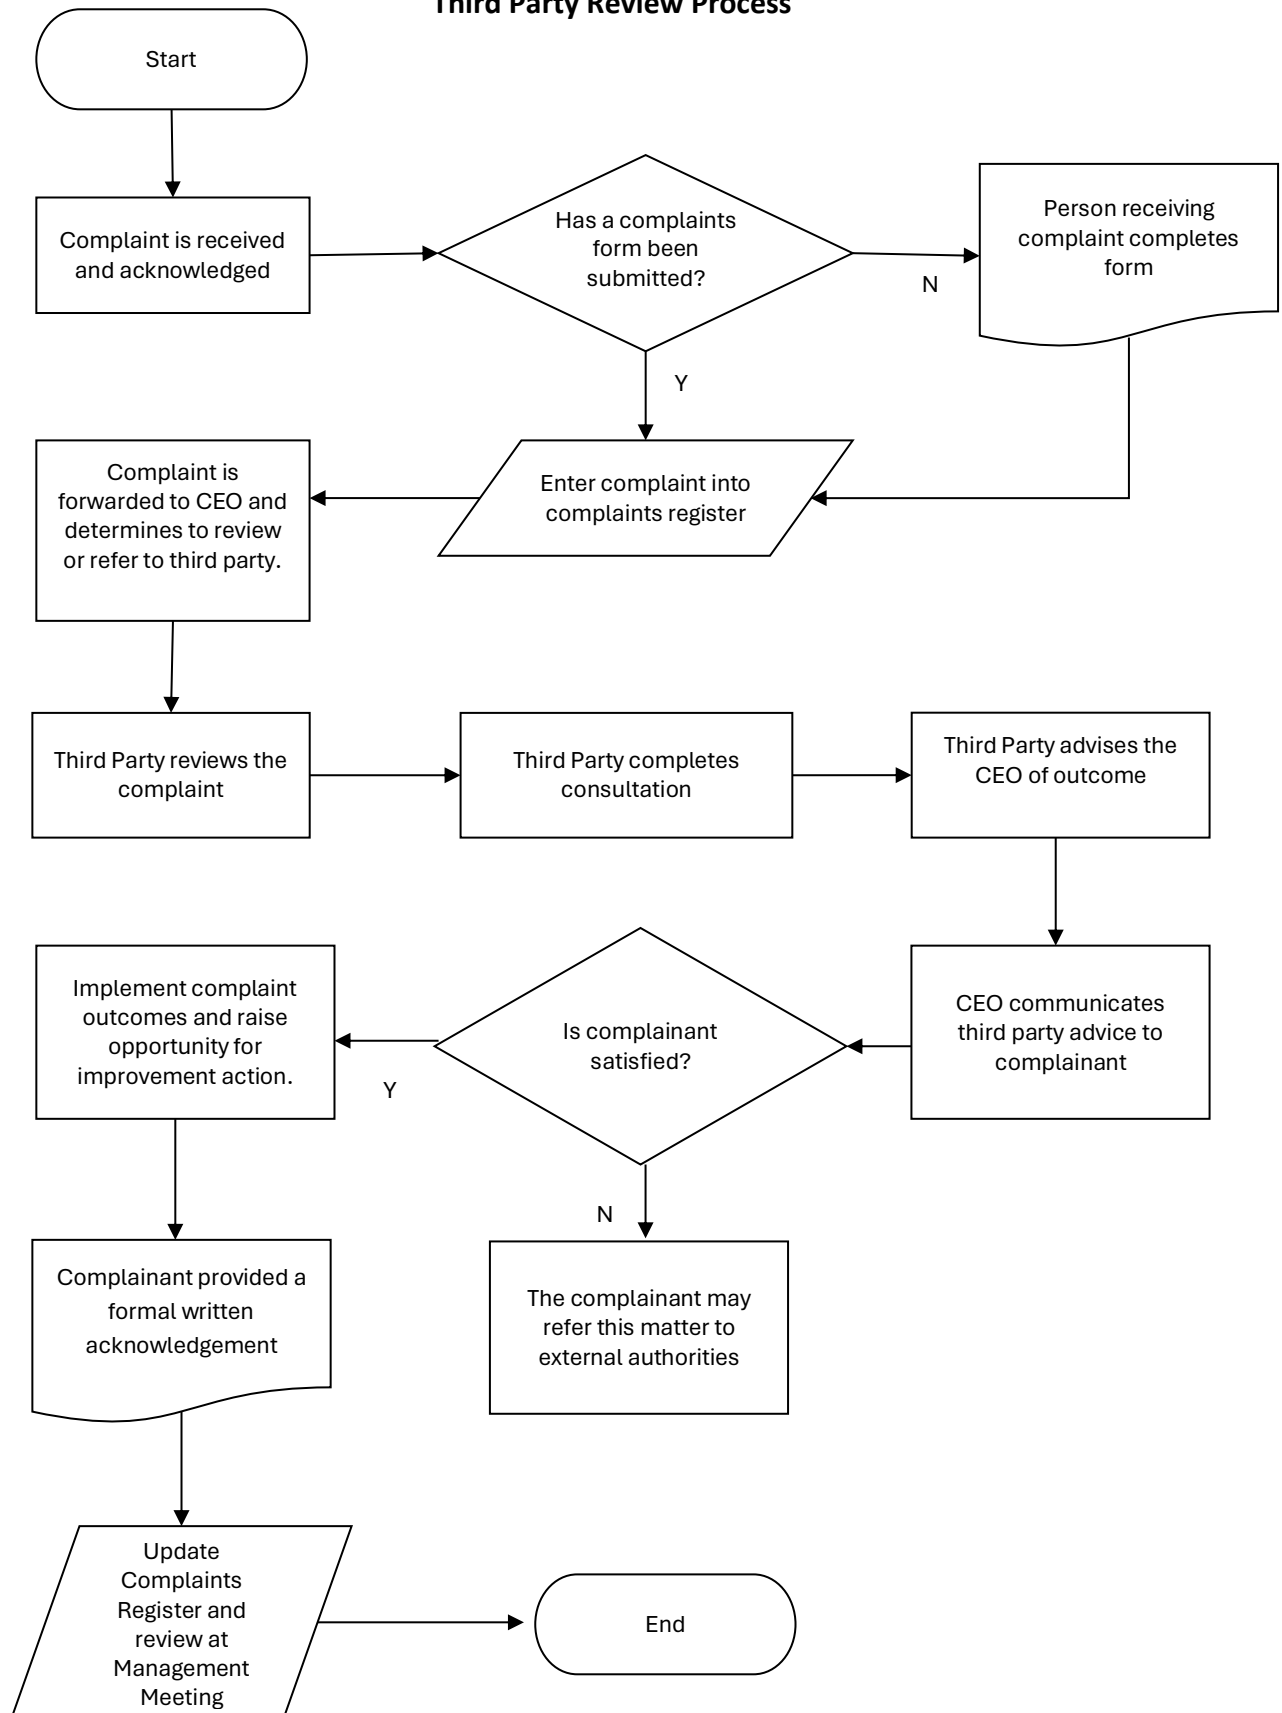 Third Party Review Process
Start
Complaint is received
and acknowledged
Has a complaints
form been
submitted?
N
Person receiving
complaint completes
form
Y
Complaint is
forwarded to CEO and
determines to review
or refer to third party.
Enter complaint into
complaints register
Third Party reviews the
complaint
Third Party completes
consultation
Third Party advises the
CEO of outcome
Implement complaint
outcomes and raise
opportunity for
improvement action.
Y
Is complainant
satisfied?
CEO communicates
third party advice to
complainant
N
Complainant provided a
formal written
acknowledgement
The complainant may
refer this matter to
external authorities
Update
Complaints
Register and
review at
Management
Meeting
End